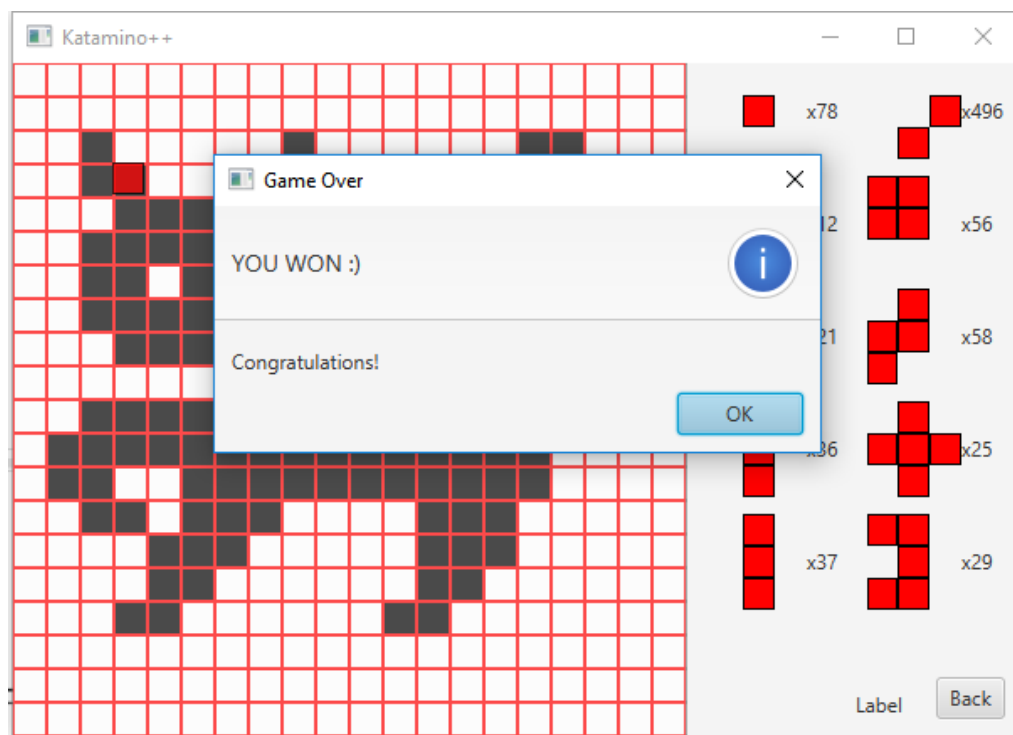 Katamino++
x78
x496
Game Over
x56
YOU WON :)
x58
Congratulations!
OK
x25
x37
x29
Label
Back